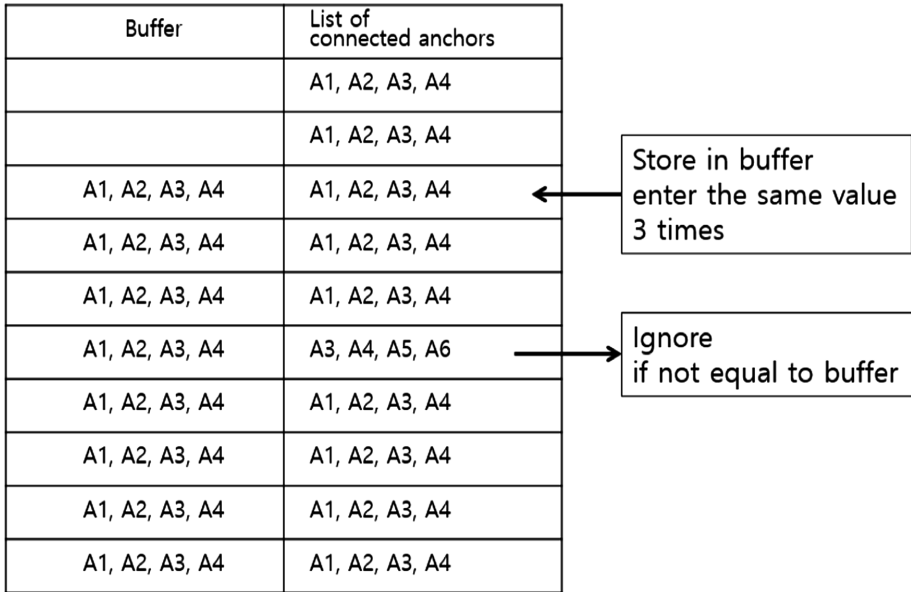 Buffer
List of
connected anchors
A1, A2, A3, A4
A1, A2, A3, A4
A1, A2, A3, A4
A1, A2, A3, A4
Store in buffer
enter the same value
3 times
A1, A2, A3, A4
A1, A2, A3, A4
A1, A2, A3, A4
A1, A2, A3, A4
A1, A2, A3, A4
A3, A4, A5, A6
Ignore
if not equal to buffer
A1, A2, A3, A4
A1, A2, A3, A4
A1, A2, A3, A4
A1, A2, A3, A4
A1, A2, A3, A4
A1, A2, A3, A4
A1, A2, A3, A4
A1, A2, A3, A4